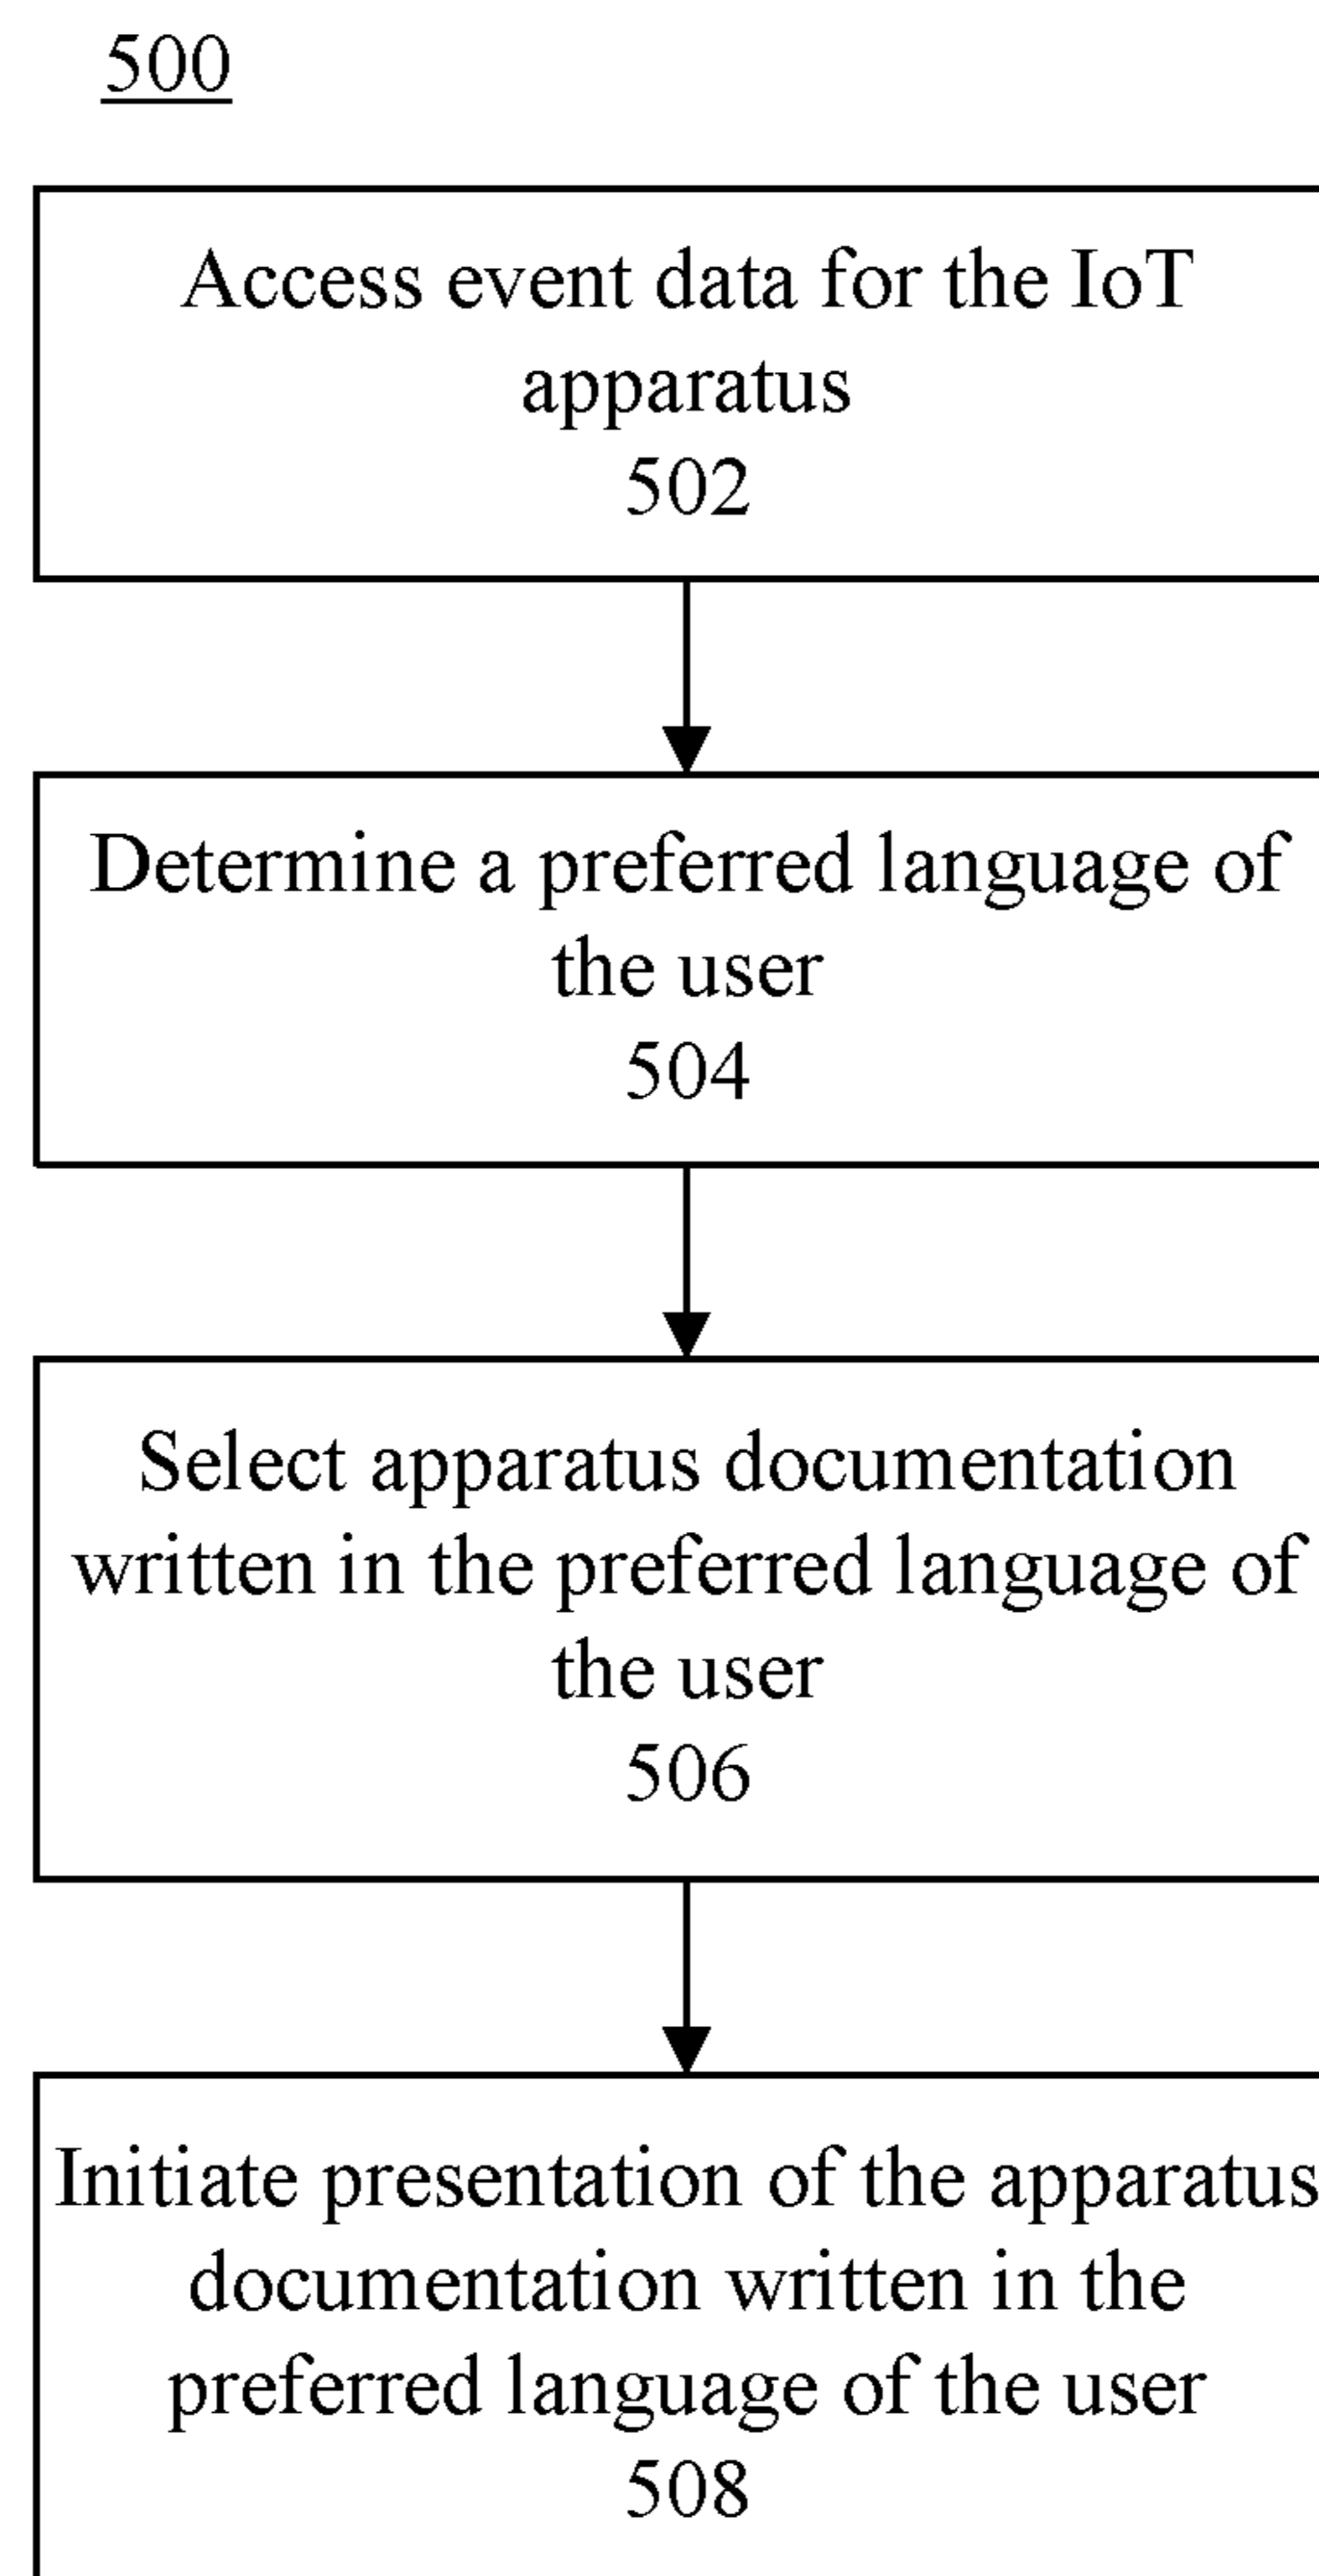 500
Access event data for the IoT
apparatus
502
Determine a preferred language of
the user
504
Select apparatus documentation
written in the preferred language of
the user
506
Initiate presentation of the apparatus
documentation written in the
preferred language of the user
508